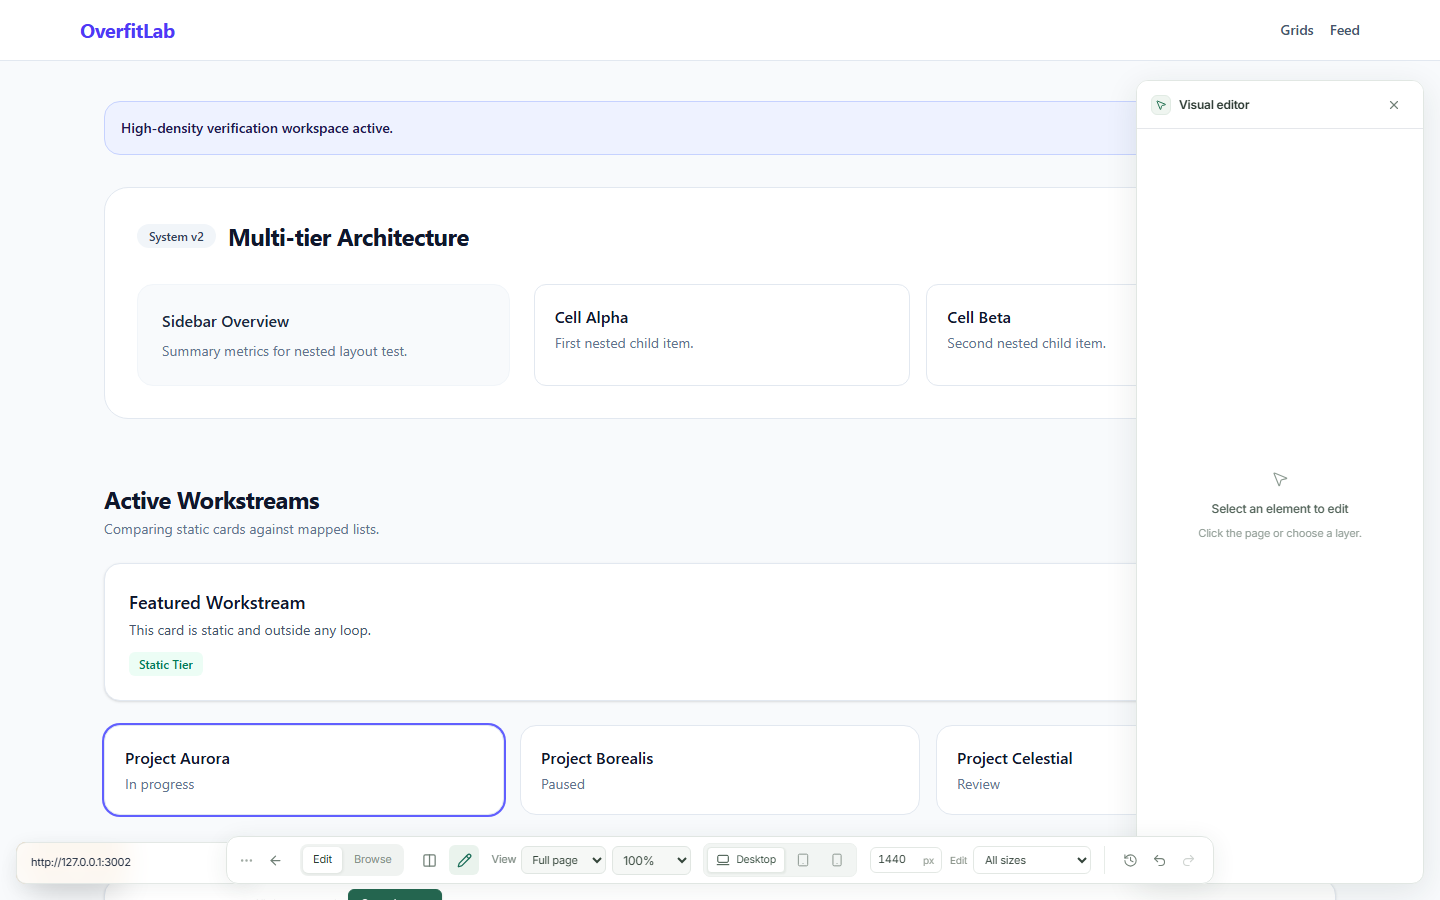 OverfitLab
Grids Feed
High-density verification workspace active.
Visual editor
System v2 Multi-tier Architecture
Sidebar Overview
Summary metrics for nested layout test.
Cell Alpha
First nested child item.
Cell Beta
Second nested child item.
Select an element to edit
Click the page or choose a layer.
Active Workstreams
Comparing static cards against mapped lists.
Featured Workstream
This card is static and outside any loop.
Static Tier
Project Aurora
In progress
Project Borealis
Paused
Project Celestial
Review
http://127.0.0.1:3002
Edit Browse View Full page 100% Desktop 1440 px Edit All sizes